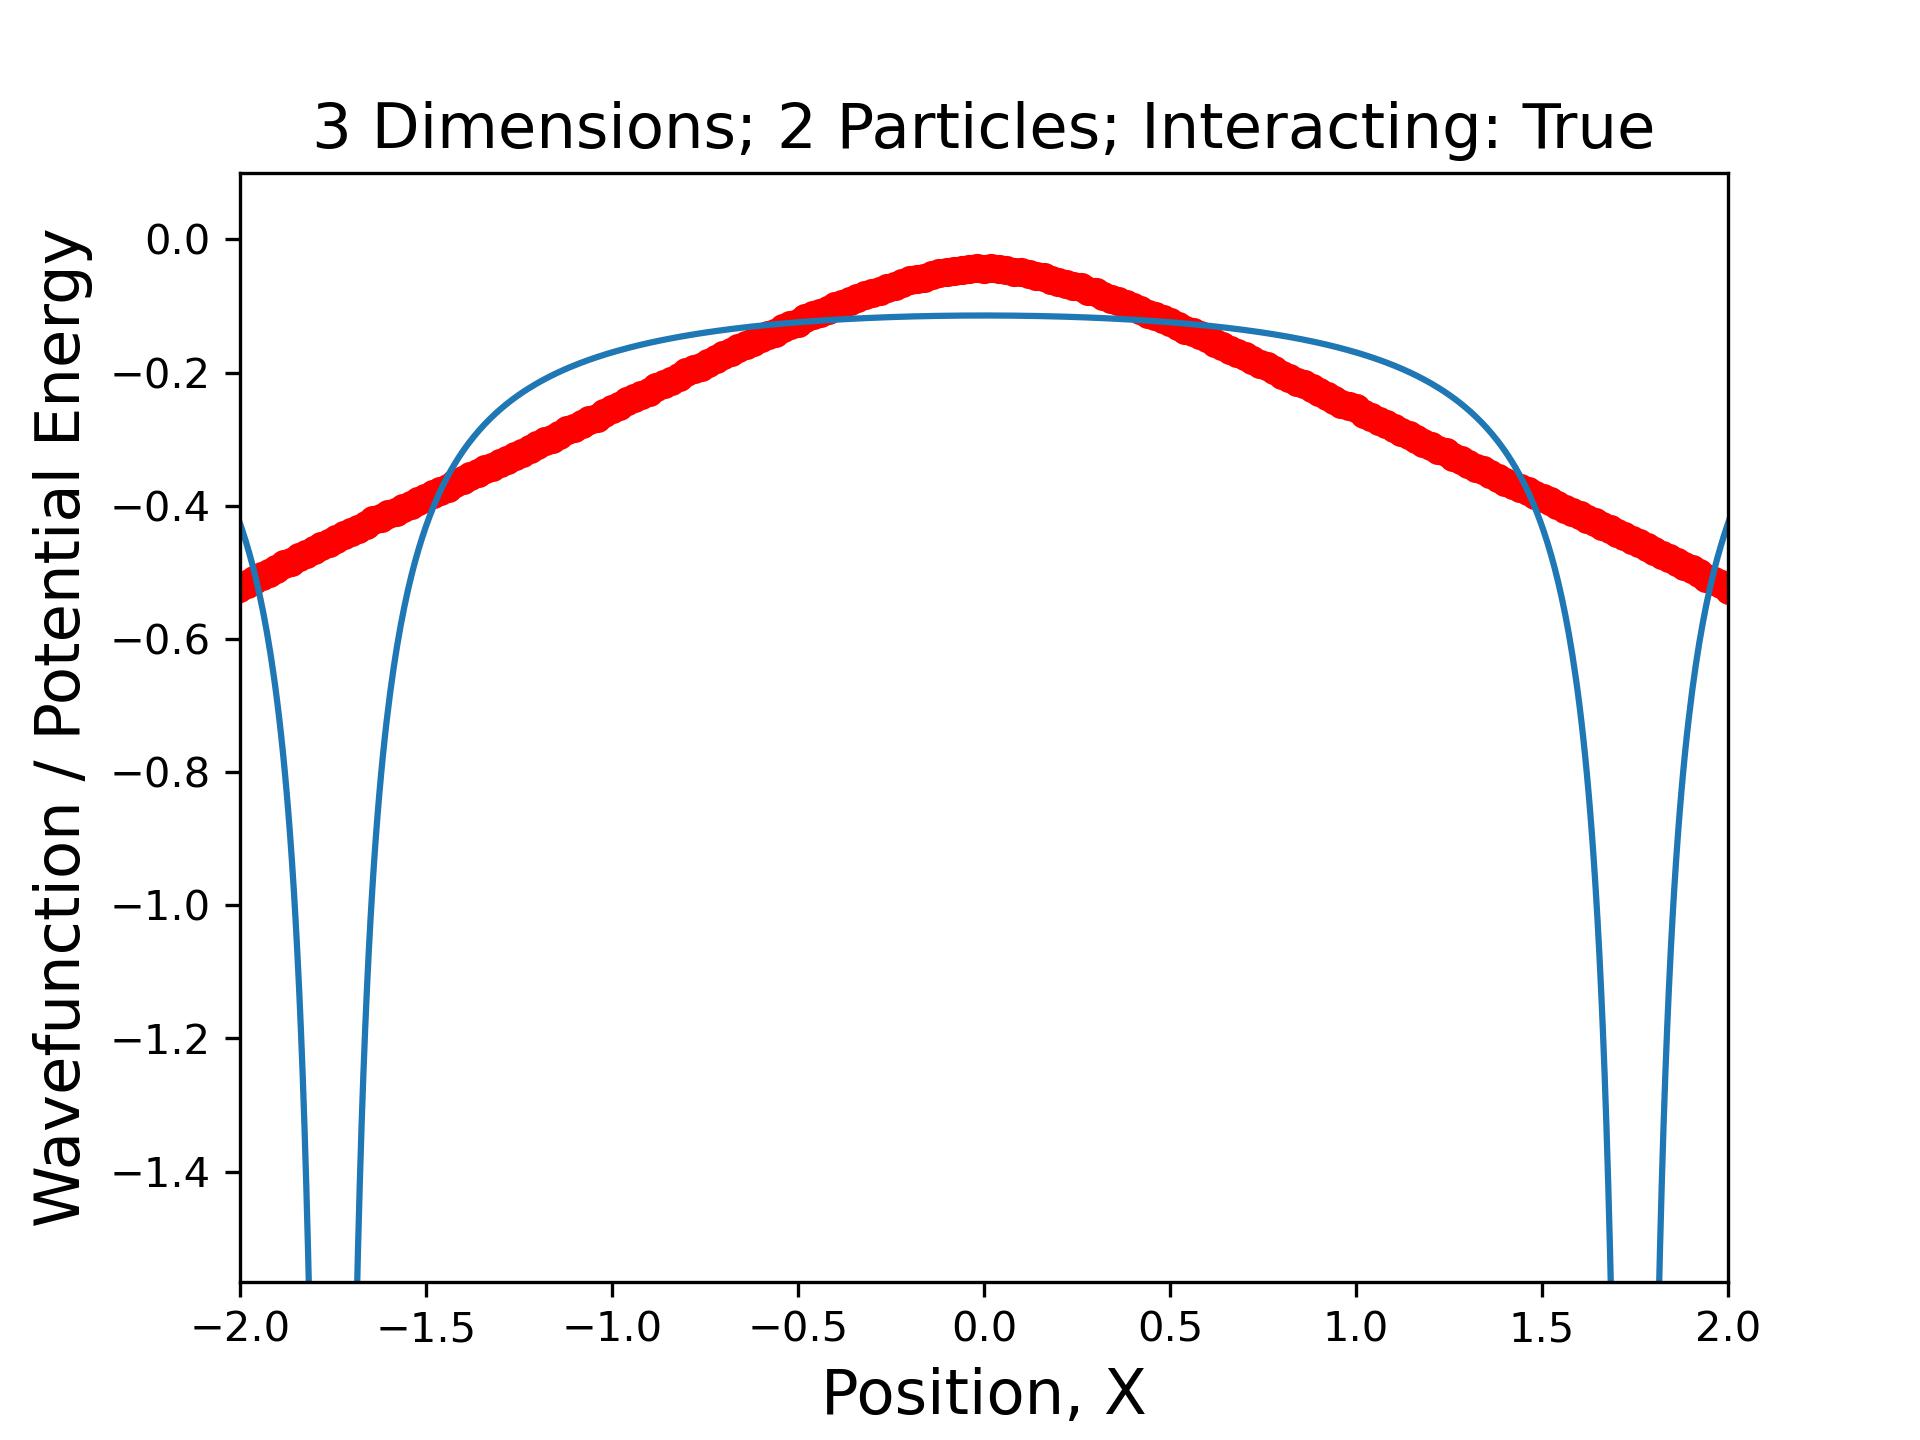 3 Dimensions; 2 Particles; Interacting: True
Wavefunction / Potential Energy
0.0
−0.2
−0.4
−0.6
−0.8
−1.0
−1.2
−1.4
−2.0 −1.5 −1.0 −0.5 0.0 0.5 1.0 1.5 2.0
Position, X